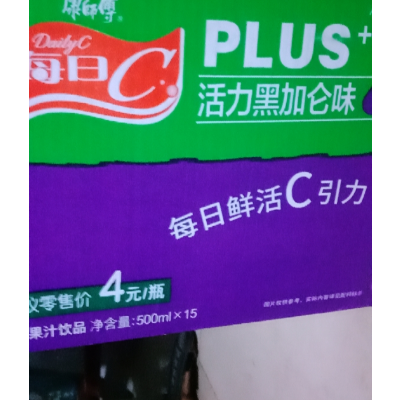 康师傅
DailyC
每日C
PLUS+
活力黑加仑味
每日鲜活C引力
议零售价 4元/瓶
果汁饮品 净含量:500ml×15